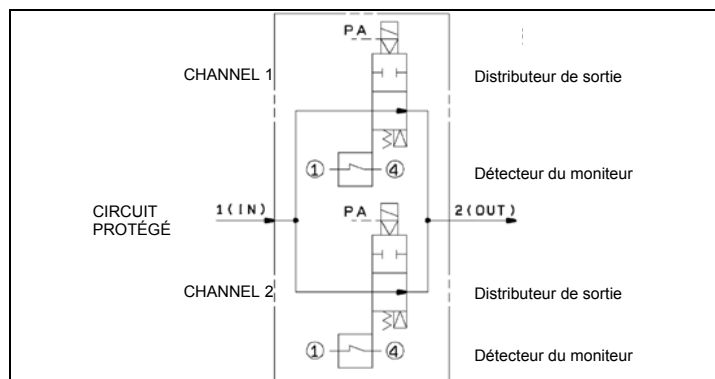 PA
CHANNEL 1
Distributeur de sortie
1 4
Détecteur du moniteur
CIRCUIT
PROTÉGÉ
1(IN)
PA
2(OUT)
CHANNEL 2
Distributeur de sortie
1 4
Détecteur du moniteur